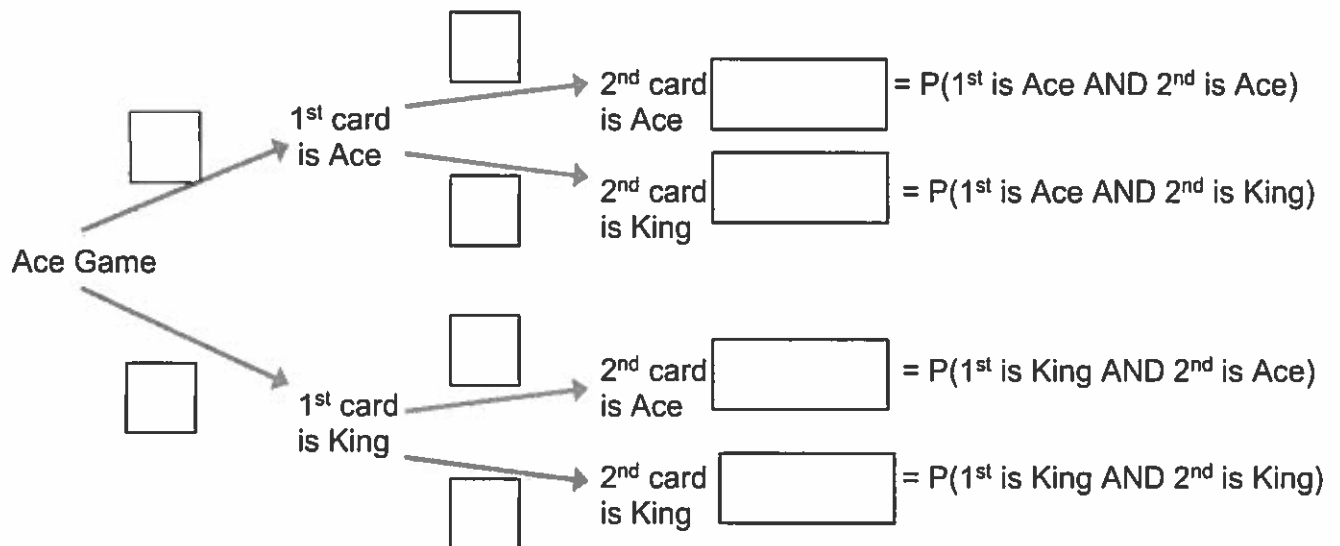 2nd card = P(1st is Ace AND 2nd is Ace)
is Ace
1st card
is Ace
2nd card = P(1st is Ace AND 2nd is King)
is King
Ace Game
2nd card = P(1st is King AND 2nd is Ace)
is Ace
1st card
is King
2nd card = P(1st is King AND 2nd is King)
is King